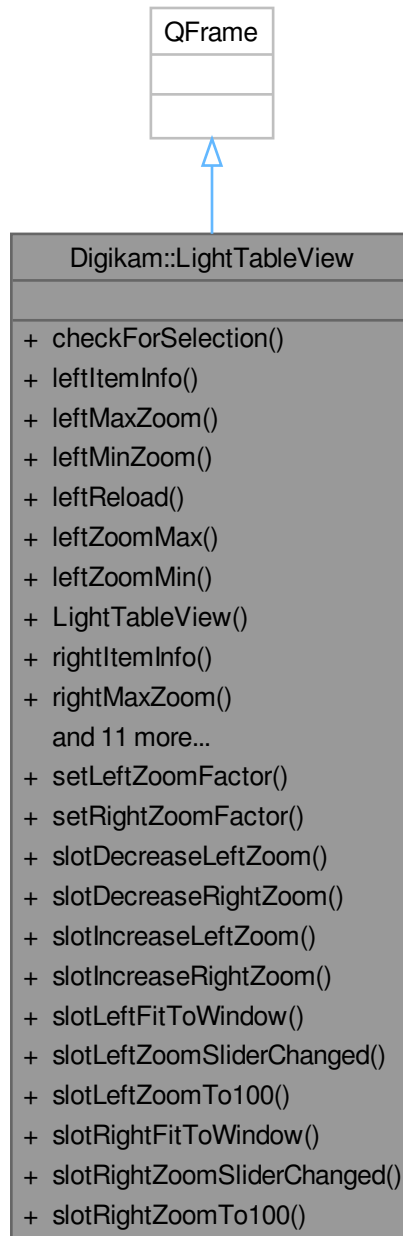 QFrame
Digikam::LightTableView
+ checkForSelection()
+ leftItemInfo()
+ leftMaxZoom()
+ leftMinZoom()
+ leftReload()
+ leftZoomMax()
+ leftZoomMin()
+ LightTableView()
+ rightItemInfo()
+ rightMaxZoom()
and 11 more...
+ setLeftZoomFactor()
+ setRightZoomFactor()
+ slotDecreaseLeftZoom()
+ slotDecreaseRightZoom()
+ slotIncreaseLeftZoom()
+ slotIncreaseRightZoom()
+ slotLeftFitToWindow()
+ slotLeftZoomSliderChanged()
+ slotLeftZoomTo100()
+ slotRightFitToWindow()
+ slotRightZoomSliderChanged()
+ slotRightZoomTo100()